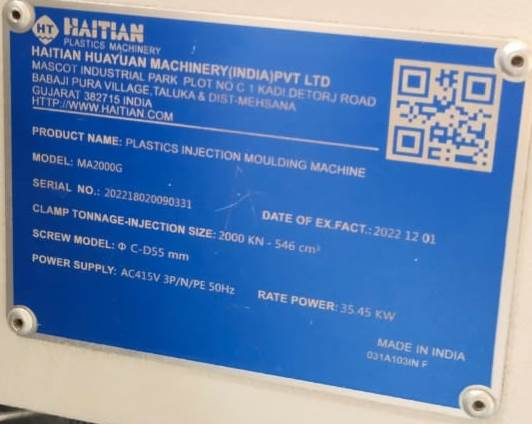 HT HAITIAN
PLASTICS MACHINERY
HAITIAN HUAYUAN MACHINERY(INDIA)PVT LTD
MASCOT INDUSTRIAL PARK PLOT NO C 1 KADI,DETORJ ROAD
BABAJI PURA VILLAGE,TALUKA & DIST-MEHSANA
GUJARAT 382715 INDIA
HTTP://WWW.HAITIAN.COM
PRODUCT NAME: PLASTICS INJECTION MOULDING MACHINE
MODEL: MA2000G
SERIAL NO.: 202218020090331 DATE OF EX.FACT.: 2022 12 01
CLAMP TONNAGE-INJECTION SIZE: 2000 KN - 546 cm³
SCREW MODEL: Φ C-D55 mm
POWER SUPPLY: AC415V 3P/N/PE 50Hz RATE POWER: 35.45 KW
MADE IN INDIA
031A103IN F